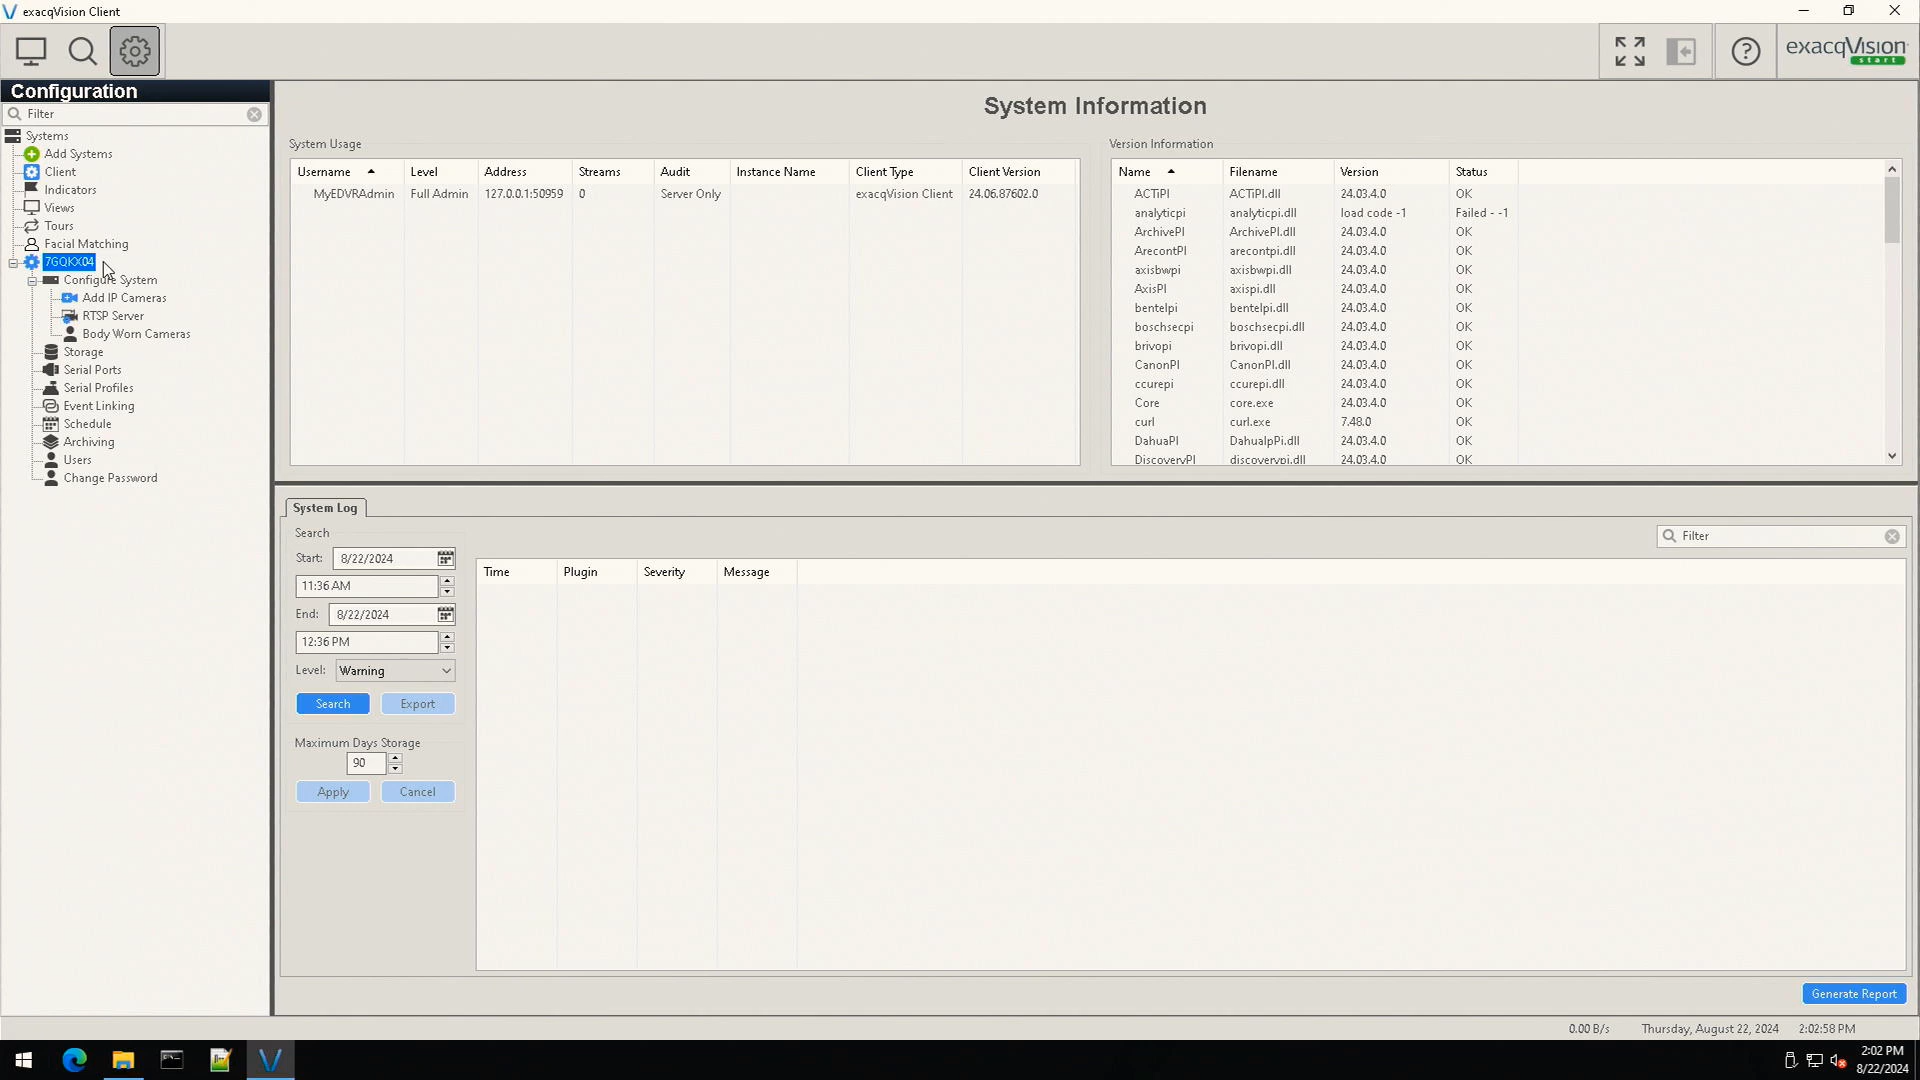 exacqVision Client
exacqVision
start
Configuration
Filter
Systems
Add Systems
Client
Indicators
Views
Tours
Facial Matching
7GQKX04
Configure System
Add IP Cameras
RTSP Server
Body Worn Cameras
Storage
Serial Ports
Serial Profiles
Event Linking
Schedule
Archiving
Users
Change Password
System Information
System Usage
Username Level Address Streams Audit Instance Name Client Type Client Version
MyEDVRAdmin Full Admin 127.0.0.1:50959 0 Server Only exacqVision Client 24.06.87602.0
Version Information
Name Filename Version Status
ACTiPI ACTiPI.dll 24.03.4.0 OK
analyticpi analyticpi.dll load code -1 Failed - -1
ArchivePI ArchivePI.dll 24.03.4.0 OK
ArecontPI arecontpi.dll 24.03.4.0 OK
axisbwpi axisbwpi.dll 24.03.4.0 OK
AxisPI axispi.dll 24.03.4.0 OK
bentelpi bentelpi.dll 24.03.4.0 OK
boschsecpi boschsecpi.dll 24.03.4.0 OK
brivopi brivopi.dll 24.03.4.0 OK
CanonPI CanonPI.dll 24.03.4.0 OK
ccurepi ccurepi.dll 24.03.4.0 OK
Core core.exe 24.03.4.0 OK
curl curl.exe 7.48.0 OK
DahuaPI DahuaIpPi.dll 24.03.4.0 OK
DiscoveryPI discoverypi.dll 24.03.4.0 OK
System Log
Search
Filter
Start: 8/22/2024
11:36 AM
End: 8/22/2024
12:36 PM
Level: Warning
Search Export
Maximum Days Storage
90
Apply Cancel
Time Plugin Severity Message
Generate Report
0.00 B/s Thursday, August 22, 2024 2:02:58 PM
2:02 PM
8/22/2024